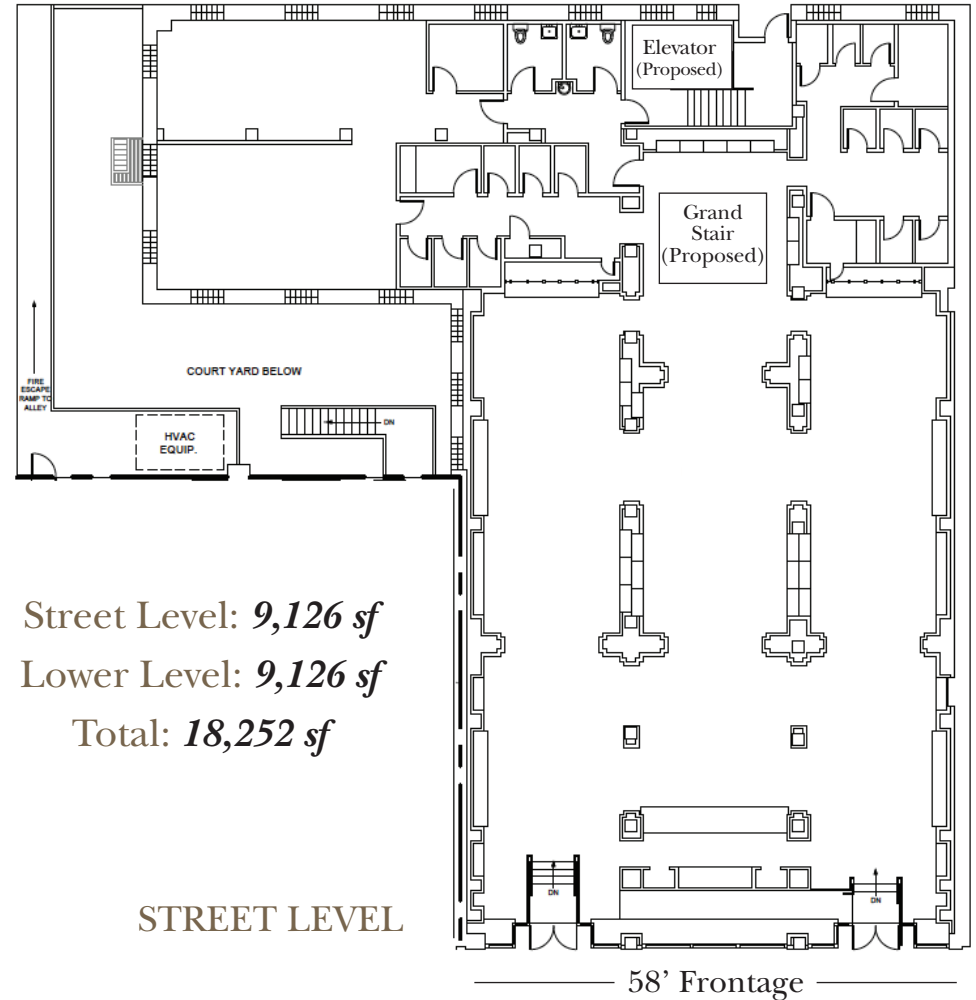 Elevator
(Proposed)
Grand
Stair
(Proposed)
FIRE
ESCAPE
RAMP TO
ALLEY
COURT YARD BELOW
HVAC
EQUIP.
DN
Street Level: 9,126 sf
Lower Level: 9,126 sf
Total: 18,252 sf
DN
DN
STREET LEVEL
58’ Frontage